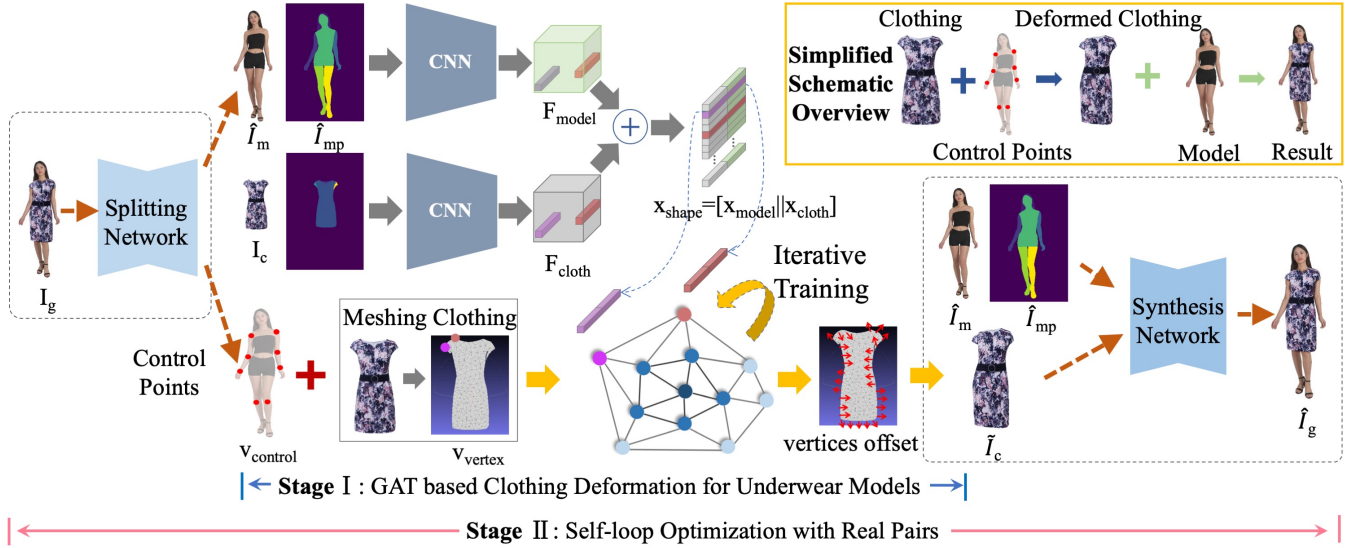 Clothing
Deformed Clothing
Simplified
Schematic
Overview
Control Points
Model
Result
CNN
F_model
Î_m
Î_mp
Splitting
Network
I_g
CNN
I_c
F_cloth
x_shape=[x_model||x_cloth]
Iterative
Training
Control
Points
v_control
Meshing Clothing
v_vertex
vertices offset
Î_m
Î_mp
Ĩ_c
Synthesis
Network
Î_g
Stage Ⅰ: GAT based Clothing Deformation for Underwear Models
Stage Ⅱ: Self-loop Optimization with Real Pairs